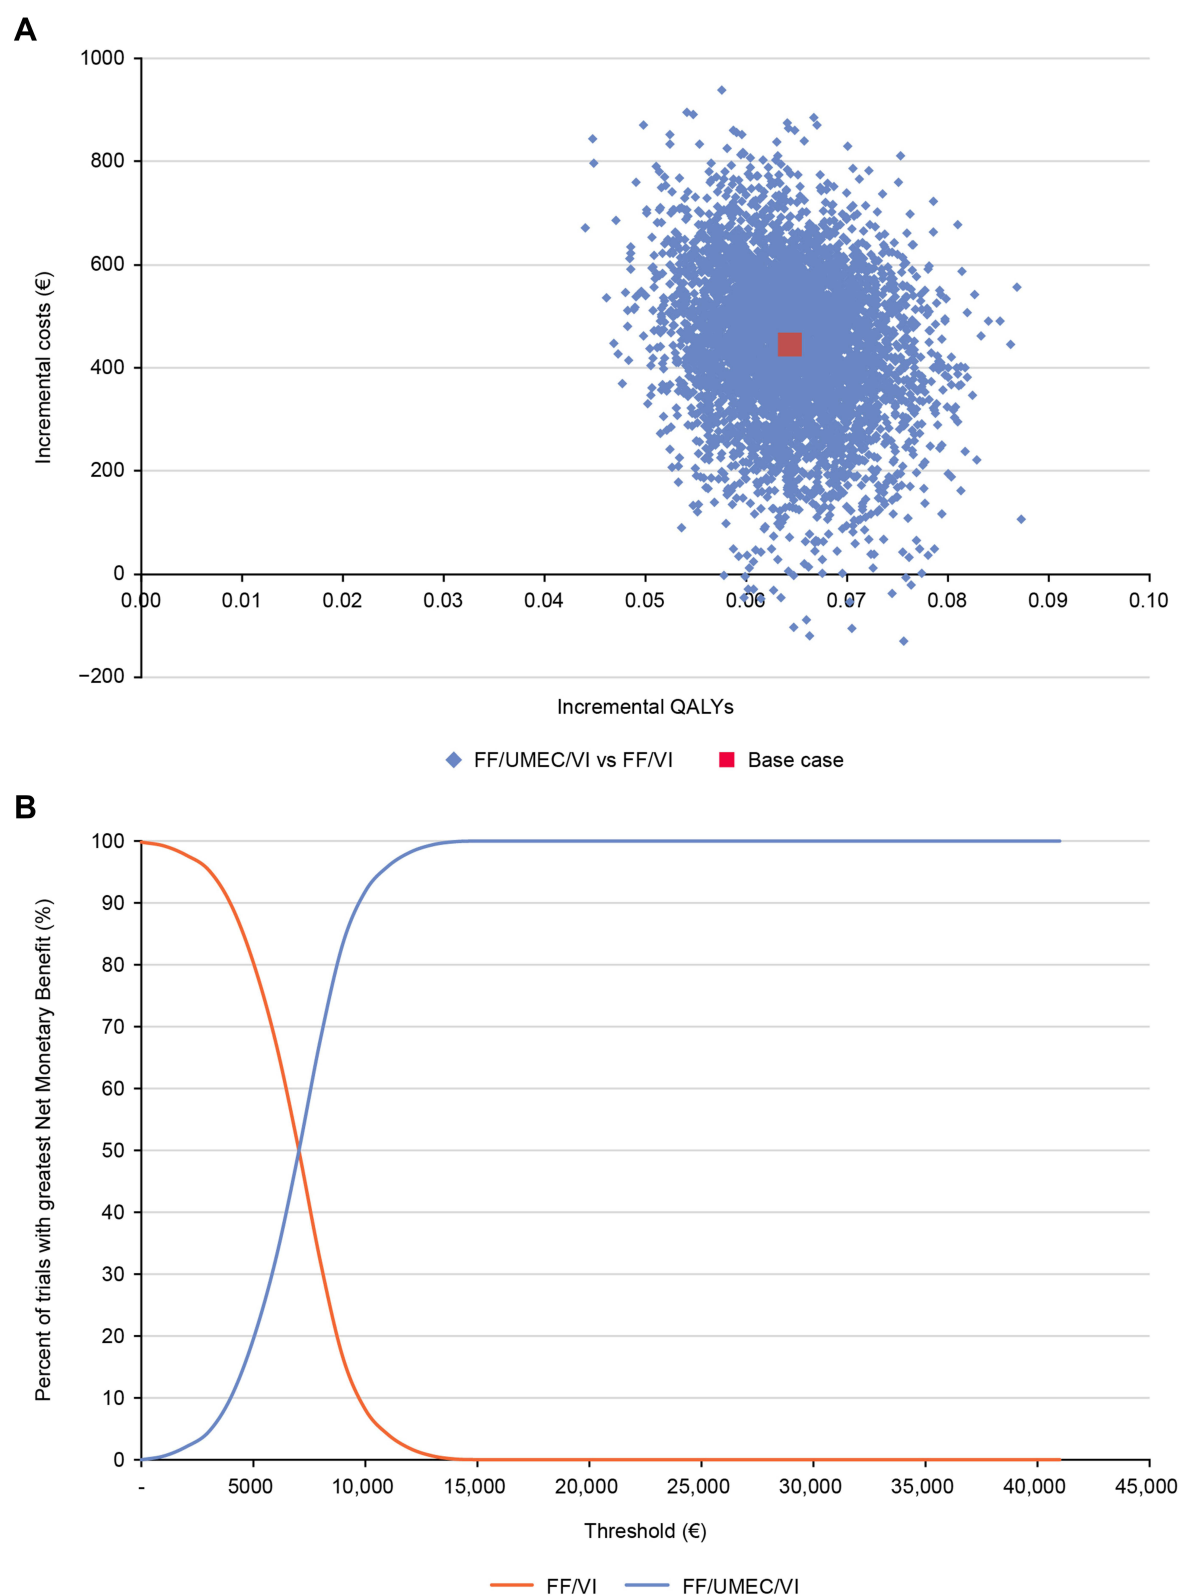 A
1000
800
600
400
200
0
−200
Incremental costs (€)
0.00 0.01 0.02 0.03 0.04 0.05 0.06 0.07 0.08 0.09 0.10
Incremental QALYs
FF/UMEC/VI vs FF/VI Base case
B
100
90
80
70
60
50
40
30
20
10
0
Percent of trials with greatest Net Monetary Benefit (%)
- 5000 10,000 15,000 20,000 25,000 30,000 35,000 40,000 45,000
Threshold (€)
FF/VI FF/UMEC/VI